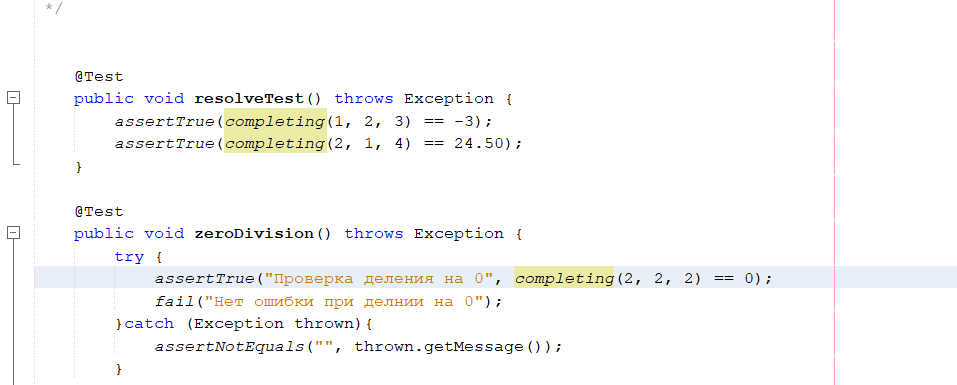 */
@Test
public void resolveTest() throws Exception {
assertTrue(completing(1, 2, 3) == -3);
assertTrue(completing(2, 1, 4) == 24.50);
}
@Test
public void zeroDivision() throws Exception {
try {
assertTrue("Проверка деления на 0", completing(2, 2, 2) == 0);
fail("Нет ошибки при делнии на 0");
}catch (Exception thrown){
assertNotEquals("", thrown.getMessage());
}